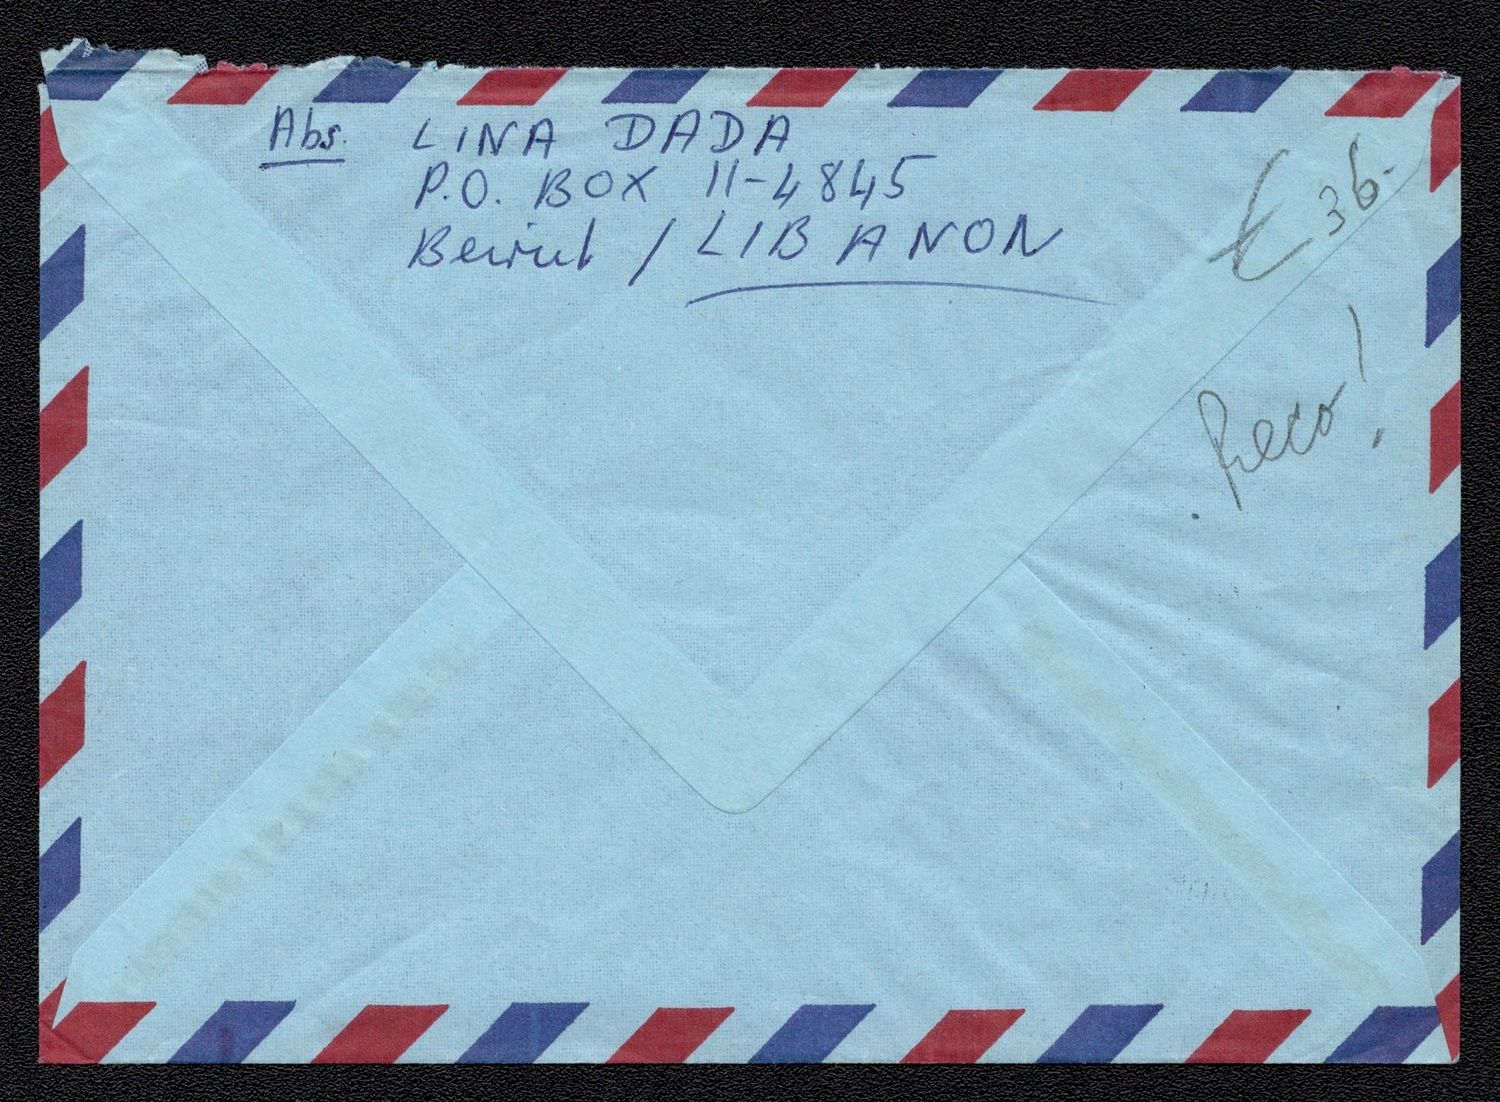 Abs. LINA DADA
P.O. BOX 11-4845
Beirut / LIBANON
€ 36.-
Reco!